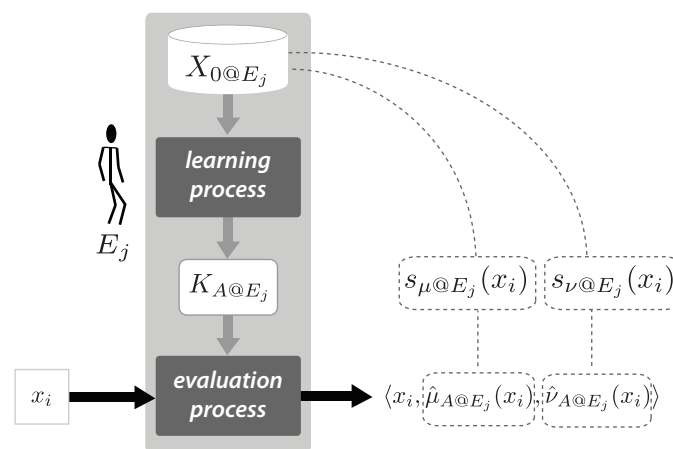 X_{0@E_j}
learning
process
E_j
K_{A@E_j}
s_{μ@E_j}(x_i) s_{ν@E_j}(x_i)
x_i
evaluation
process
⟨x_i, μ̂_{A@E_j}(x_i), ν̂_{A@E_j}(x_i)⟩